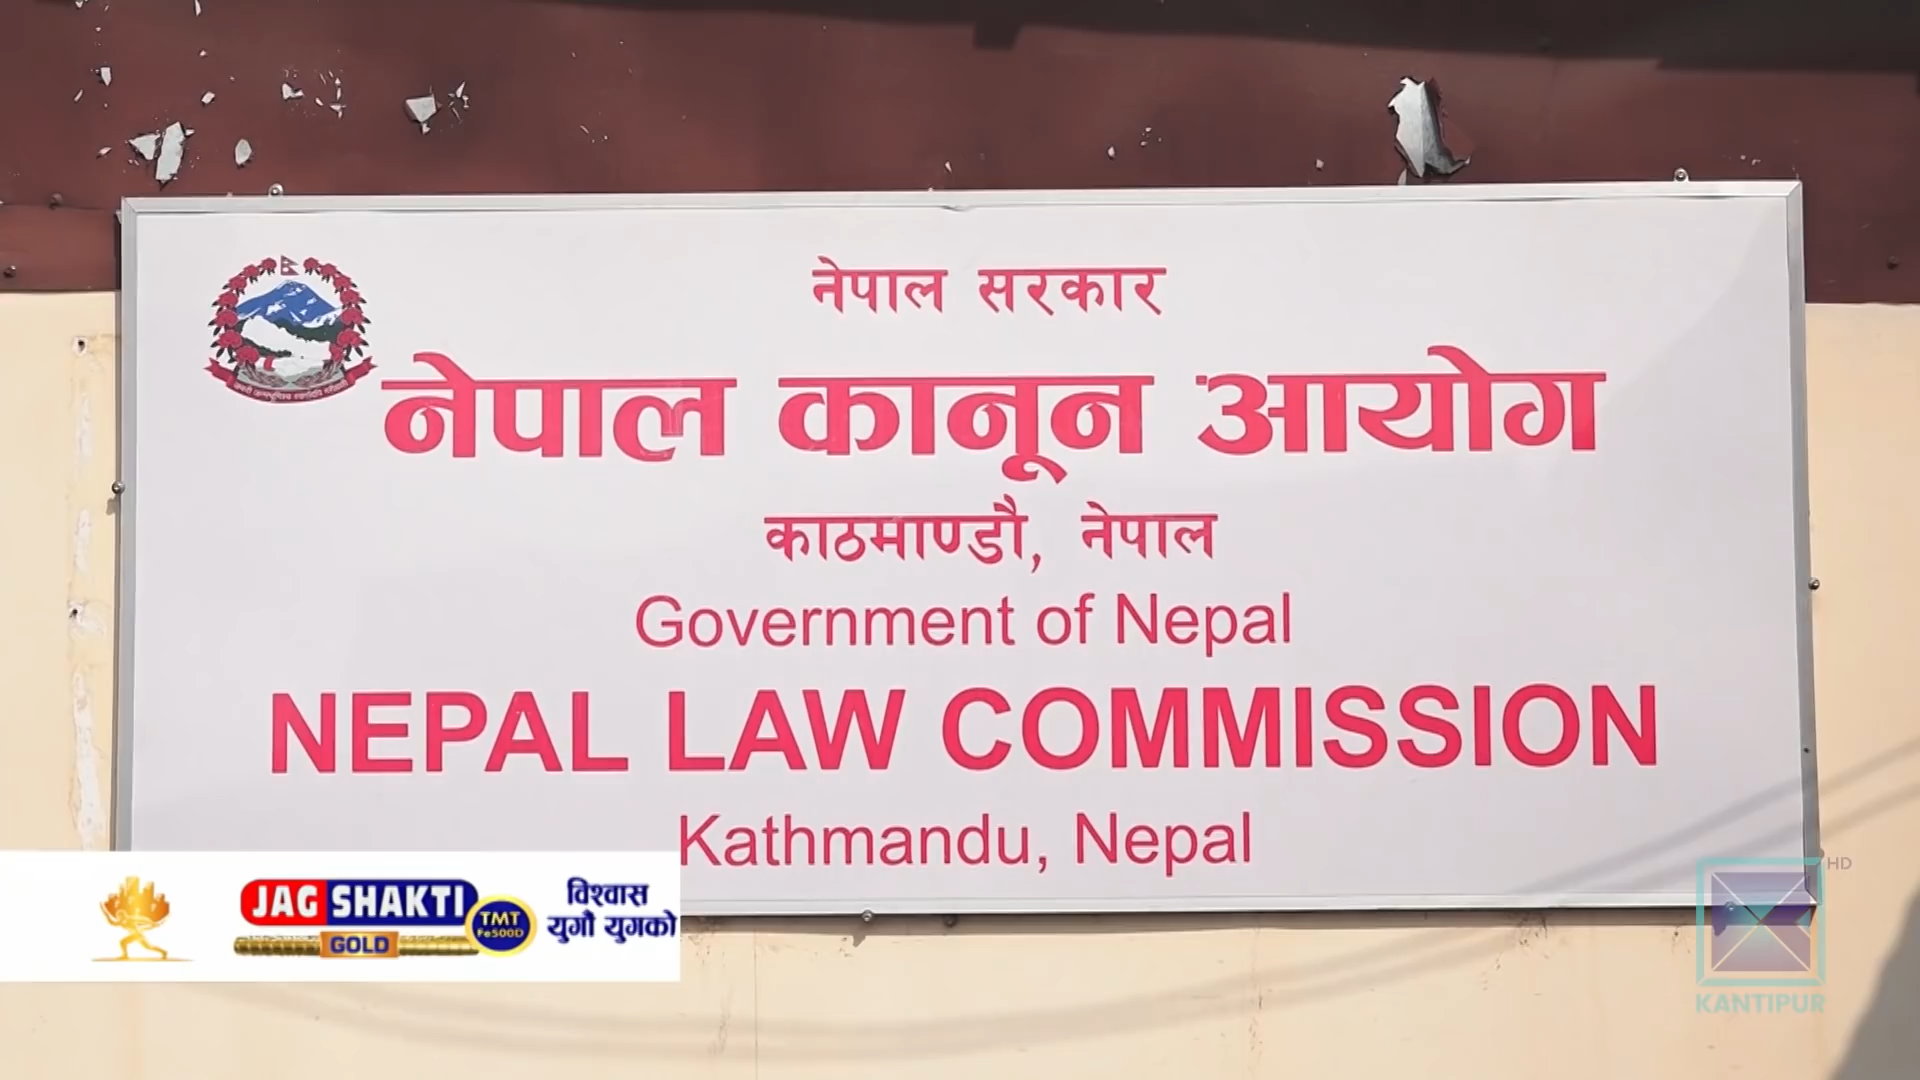 नेपाल सरकार
नेपाल कानून आयोग
काठमाण्डौ, नेपाल
Government of Nepal
NEPAL LAW COMMISSION
Kathmandu, Nepal
JAG SHAKTI
GOLD
TMT
Fe500D
विश्वास
युगौ युगको
HD
KANTIPUR